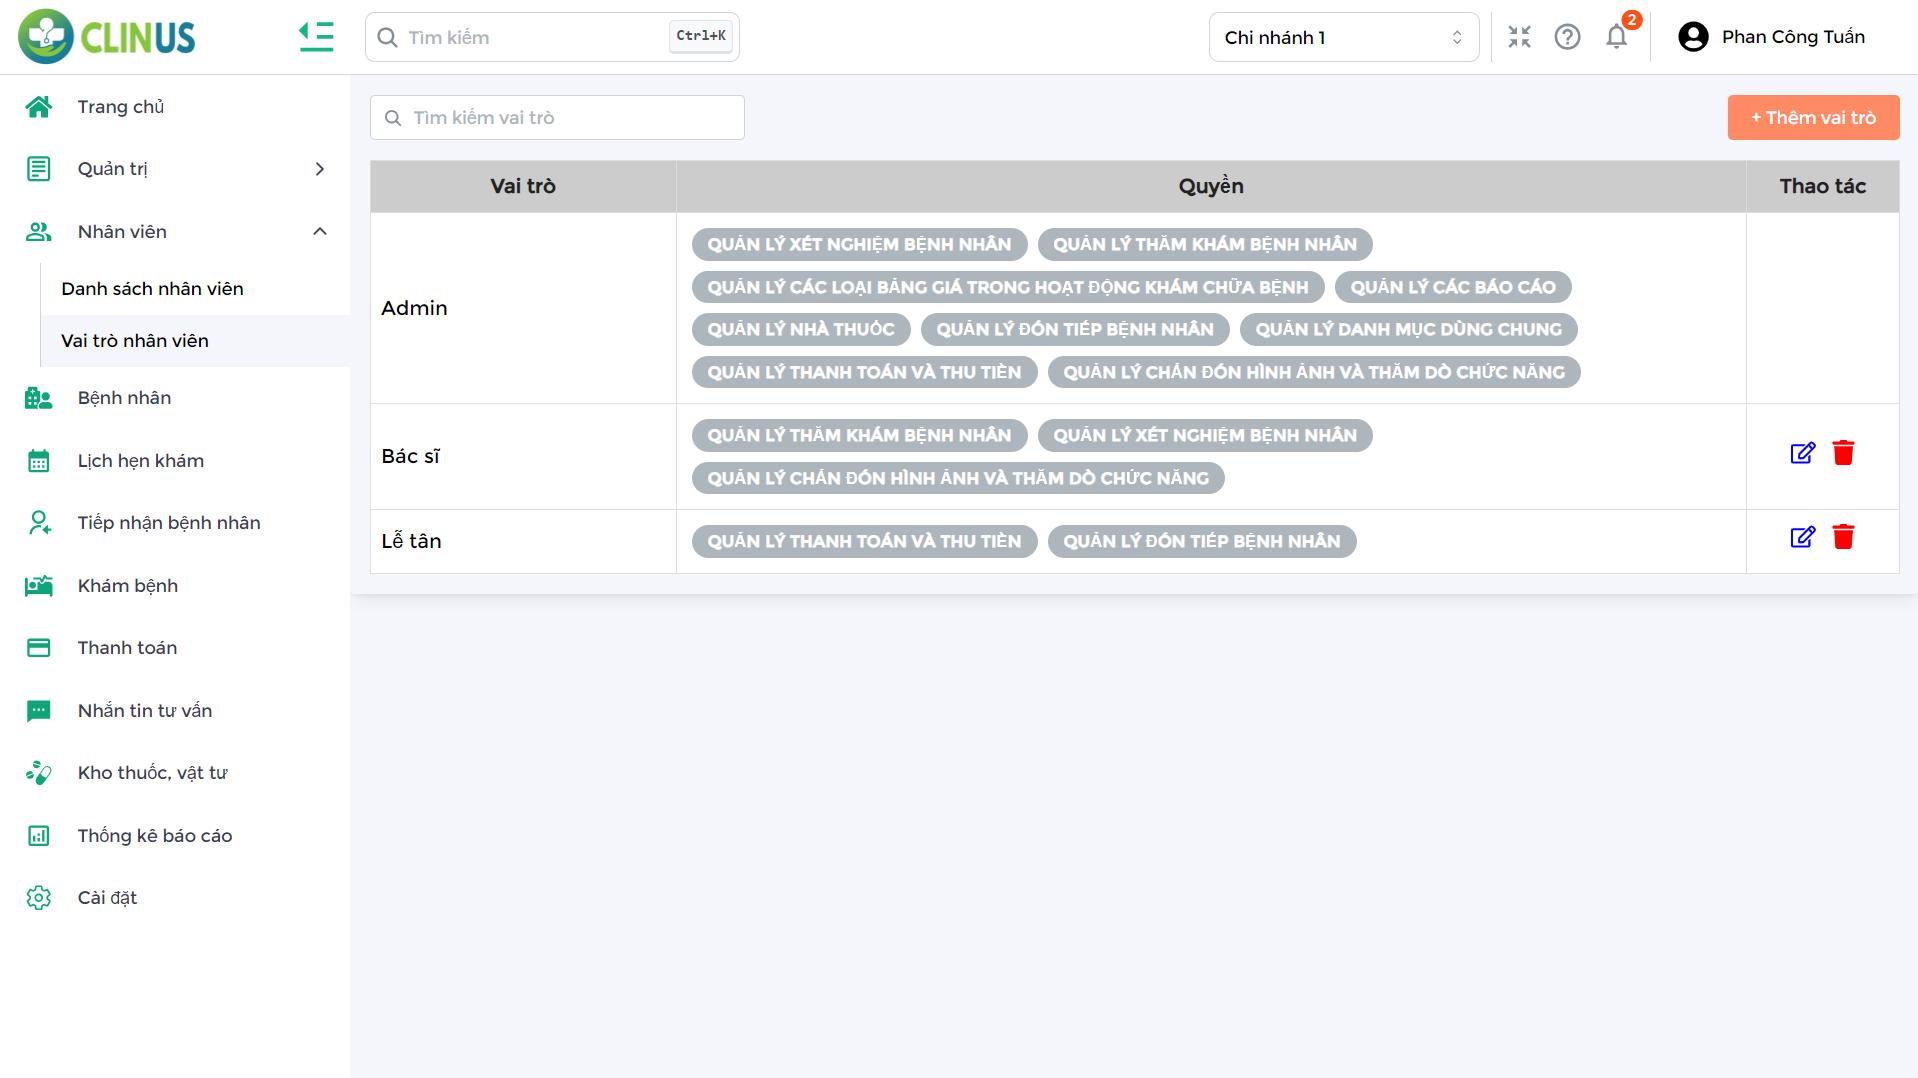 CLINUS
Tìm kiếm
Ctrl+K
Chi nhánh 1
2
Phan Công Tuấn
Trang chủ
Quản trị
Nhân viên
Danh sách nhân viên
Vai trò nhân viên
Bệnh nhân
Lịch hẹn khám
Tiếp nhận bệnh nhân
Khám bệnh
Thanh toán
Nhắn tin tư vấn
Kho thuốc, vật tư
Thống kê báo cáo
Cài đặt
Tìm kiếm vai trò
+ Thêm vai trò
Vai trò Quyền Thao tác
Admin
QUẢN LÝ XÉT NGHIỆM BỆNH NHÂN QUẢN LÝ THĂM KHÁM BỆNH NHÂN
QUẢN LÝ CÁC LOẠI BẢNG GIÁ TRONG HOẠT ĐỘNG KHÁM CHỮA BỆNH QUẢN LÝ CÁC BÁO CÁO
QUẢN LÝ NHÀ THUỐC QUẢN LÝ ĐÓN TIẾP BỆNH NHÂN QUẢN LÝ DANH MỤC DÙNG CHUNG
QUẢN LÝ THANH TOÁN VÀ THU TIỀN QUẢN LÝ CHẨN ĐÓN HÌNH ẢNH VÀ THĂM DÒ CHỨC NĂNG
Bác sĩ
QUẢN LÝ THĂM KHÁM BỆNH NHÂN QUẢN LÝ XÉT NGHIỆM BỆNH NHÂN
QUẢN LÝ CHẨN ĐÓN HÌNH ẢNH VÀ THĂM DÒ CHỨC NĂNG
Lễ tân
QUẢN LÝ THANH TOÁN VÀ THU TIỀN QUẢN LÝ ĐÓN TIẾP BỆNH NHÂN